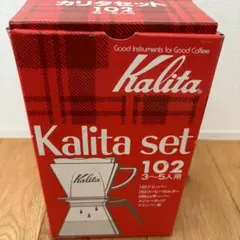 カリタセット
102
Good Instruments for Good Coffee
Kalita
Kalita set
102
3〜5人用
Kalita